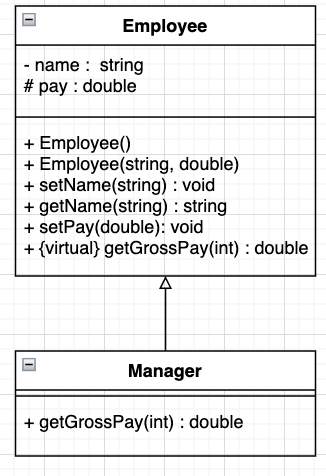 Employee
- name : string
# pay : double
+ Employee()
+ Employee(string, double)
+ setName(string) : void
+ getName(string) : string
+ setPay(double): void
+ {virtual} getGrossPay(int) : double
Manager
+ getGrossPay(int) : double